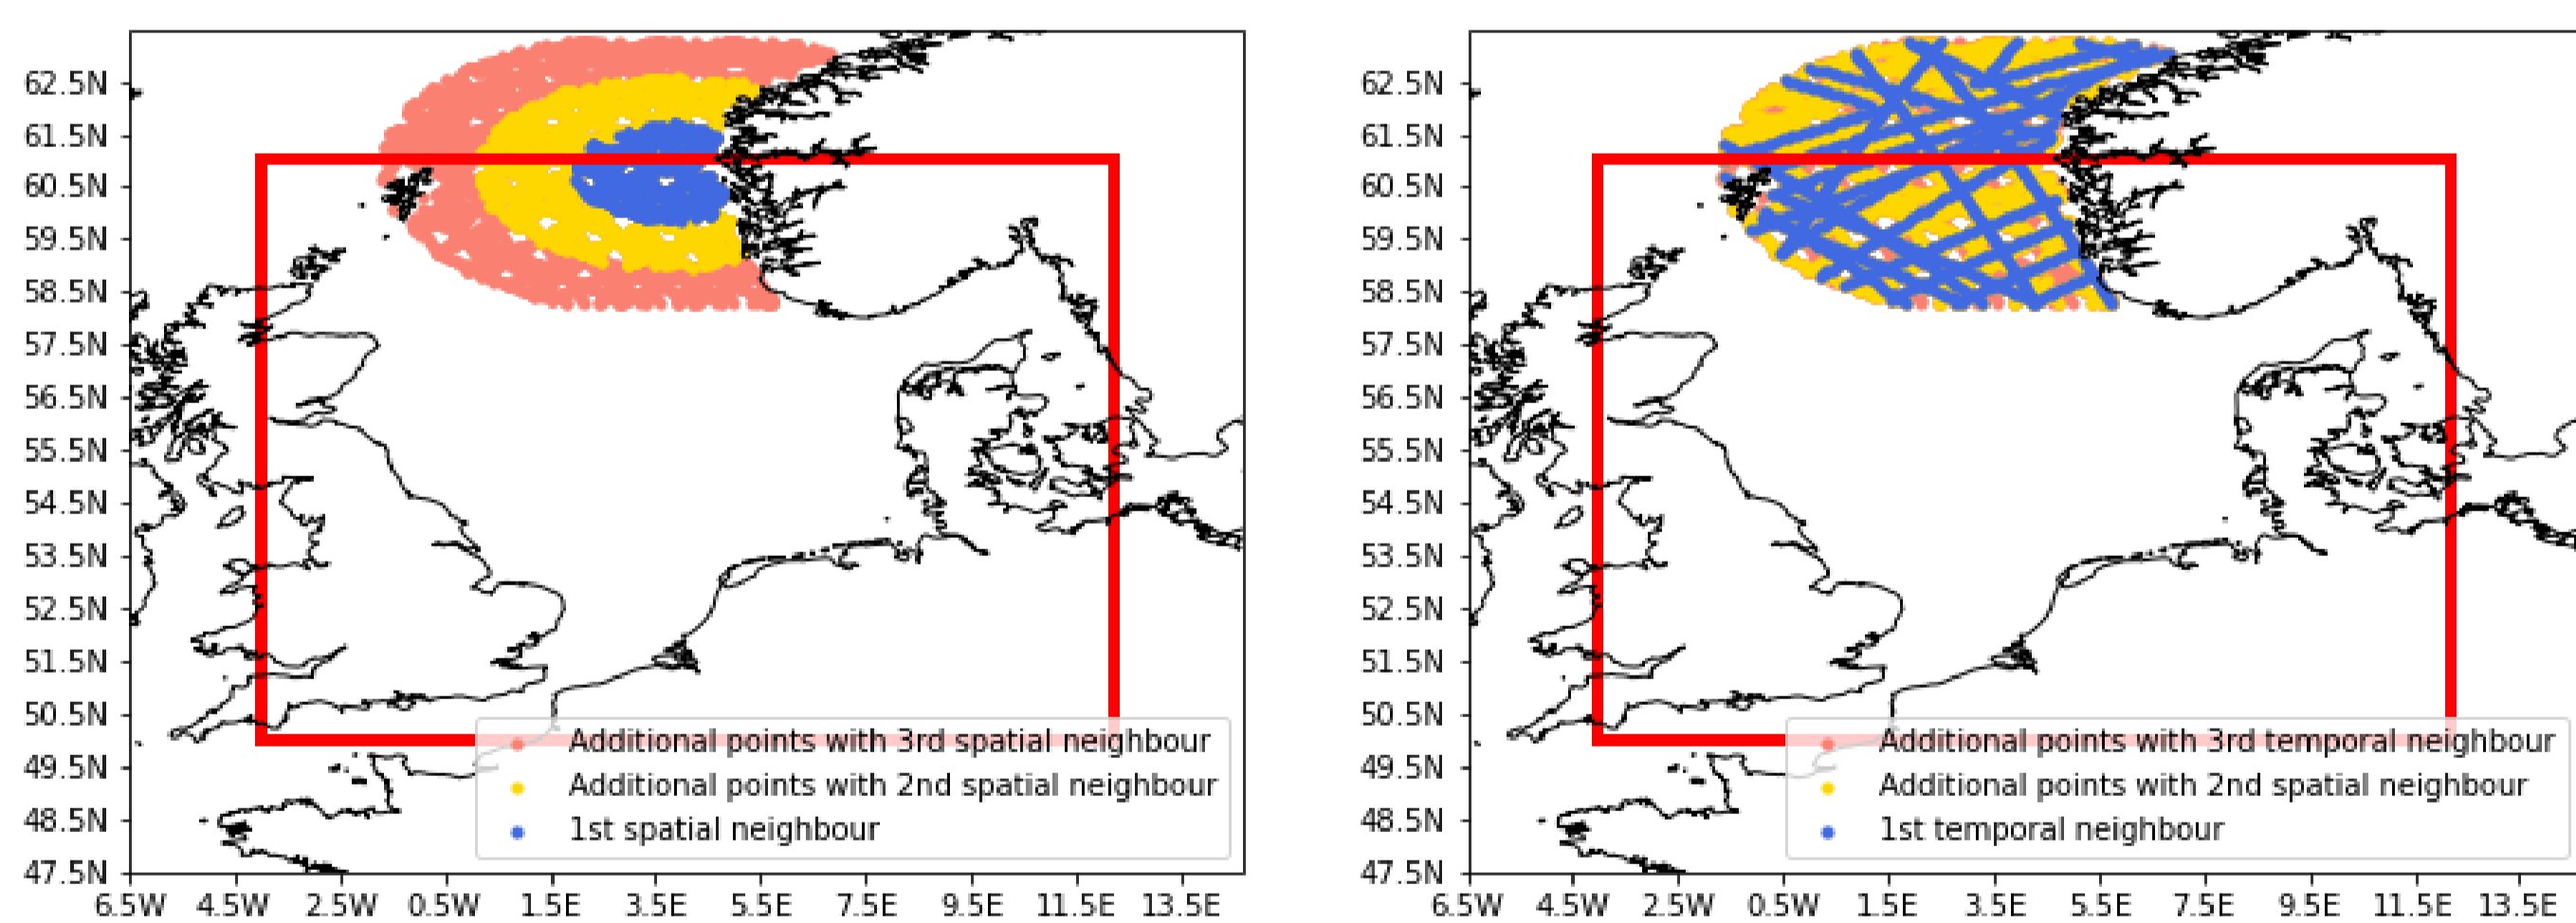 62.5N
61.5N
60.5N
59.5N
58.5N
57.5N
56.5N
55.5N
54.5N
53.5N
52.5N
51.5N
50.5N
49.5N
48.5N
47.5N
6.5W 4.5W 2.5W 0.5W 1.5E 3.5E 5.5E 7.5E 9.5E 11.5E 13.5E
Additional points with 3rd spatial neighbour
Additional points with 2nd spatial neighbour
1st spatial neighbour
62.5N
61.5N
60.5N
59.5N
58.5N
57.5N
56.5N
55.5N
54.5N
53.5N
52.5N
51.5N
50.5N
49.5N
48.5N
47.5N
6.5W 4.5W 2.5W 0.5W 1.5E 3.5E 5.5E 7.5E 9.5E 11.5E 13.5E
Additional points with 3rd temporal neighbour
Additional points with 2nd spatial neighbour
1st temporal neighbour